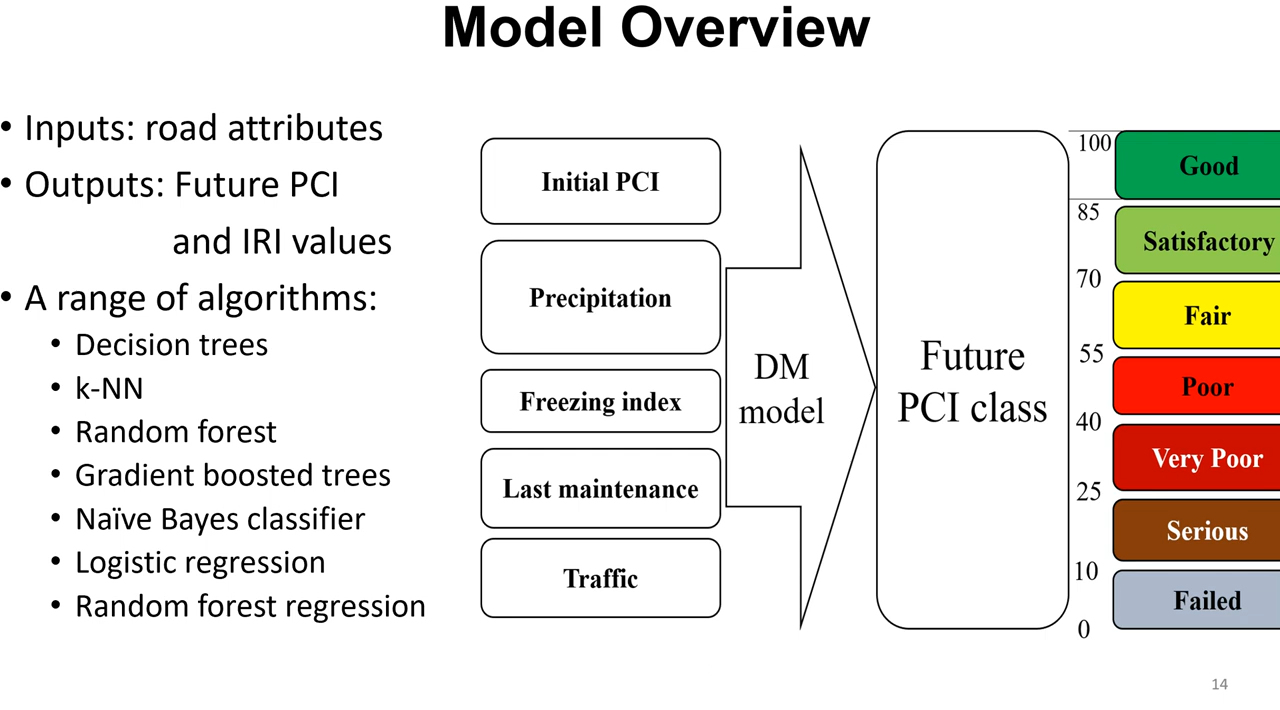 Model Overview
• Inputs: road attributes
• Outputs: Future PCI
and IRI values
• A range of algorithms:
• Decision trees
• k-NN
• Random forest
• Gradient boosted trees
• Naïve Bayes classifier
• Logistic regression
• Random forest regression
Initial PCI
Precipitation
Freezing index
Last maintenance
Traffic
DM
model
Future
PCI class
100
Good
85
Satisfactory
70
Fair
55
Poor
40
Very Poor
25
Serious
10
Failed
0
14